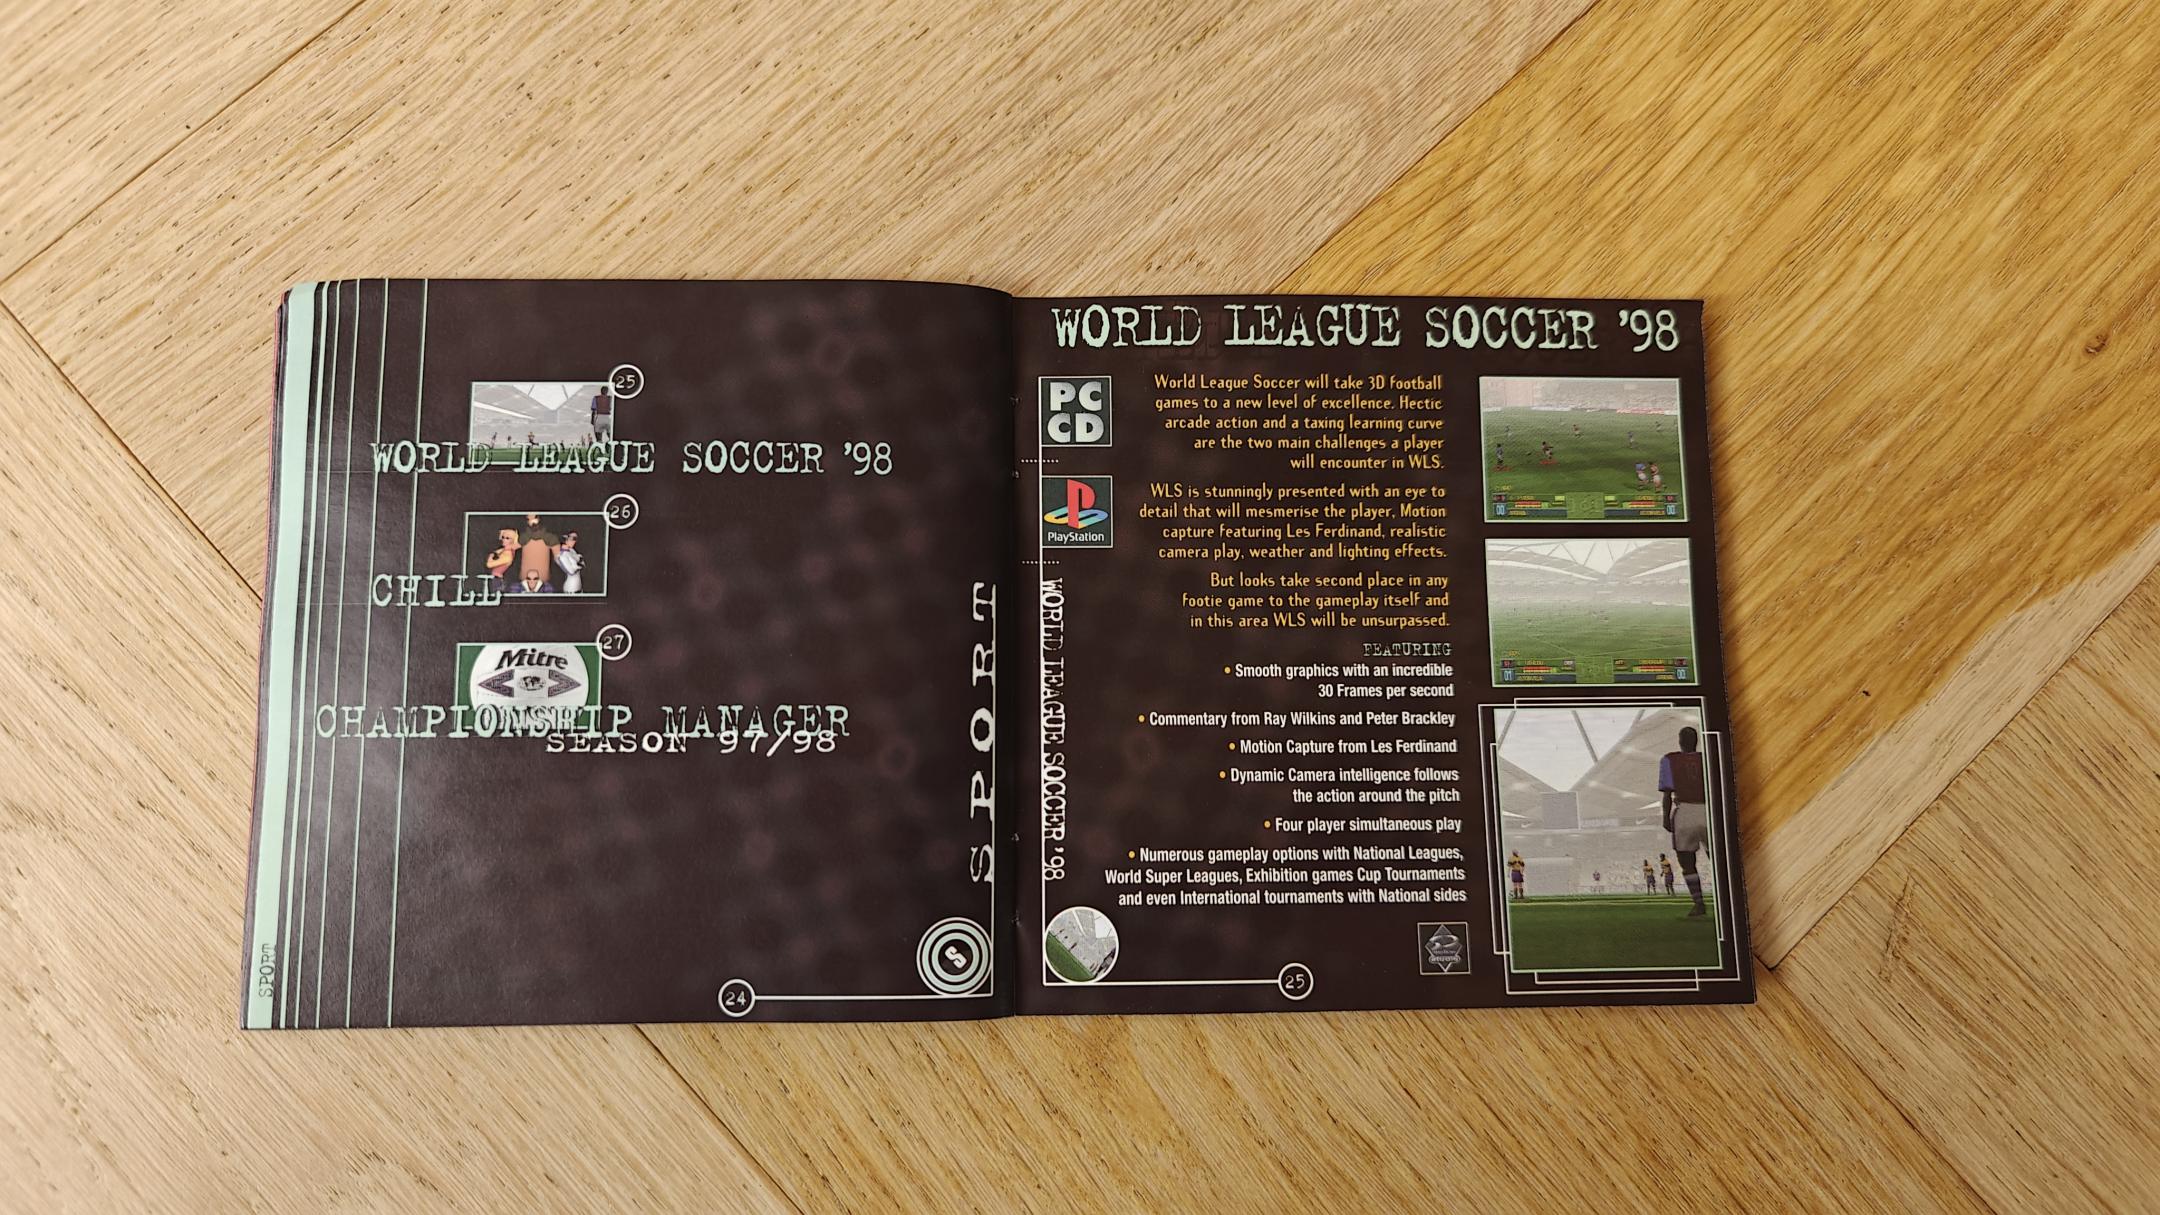 25
WORLD LEAGUE SOCCER '98
26
CHILL
27
Mitre
CHAMPIONSHIP MANAGER
SEASON 97/98
SPORT
SPORT
S
24
WORLD LEAGUE SOCCER '98
PC
CD
PlayStation
WORLD LEAGUE SOCCER '98
World League Soccer will take 3D football
games to a new level of excellence. Hectic
arcade action and a taxing learning curve
are the two main challenges a player
will encounter in WLS.
WLS is stunningly presented with an eye to
detail that will mesmerise the player, Motion
capture featuring Les Ferdinand, realistic
camera play, weather and lighting effects.
But looks take second place in any
footie game to the gameplay itself and
in this area WLS will be unsurpassed.
FEATURING
• Smooth graphics with an incredible
30 Frames per second
• Commentary from Ray Wilkins and Peter Brackley
• Motion Capture from Les Ferdinand
• Dynamic Camera intelligence follows
the action around the pitch
• Four player simultaneous play
• Numerous gameplay options with National Leagues,
World Super Leagues, Exhibition games Cup Tournaments
and even International tournaments with National sides
25